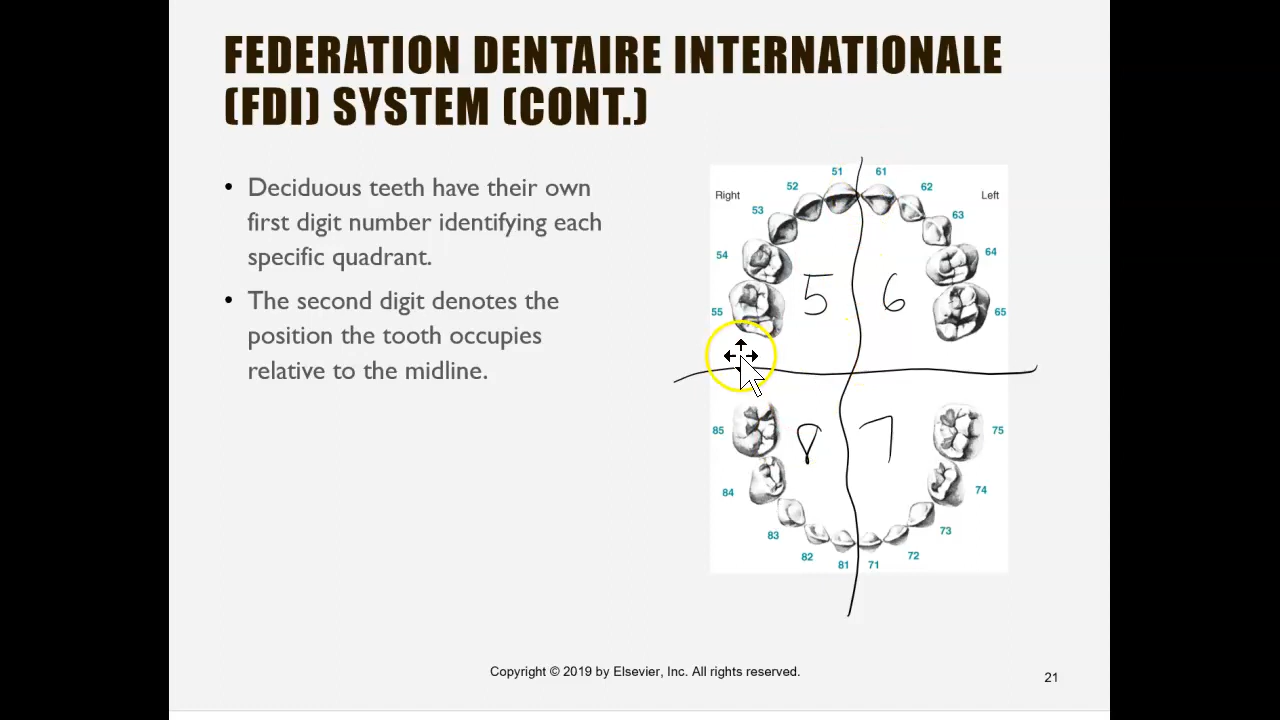 FEDERATION DENTAIRE INTERNATIONALE
(FDI) SYSTEM (CONT.)
• Deciduous teeth have their own
first digit number identifying each
specific quadrant.
• The second digit denotes the
position the tooth occupies
relative to the midline.
51 61
52 62
Right Left
53 63
54 64
5 6
55 65
85 8 7 75
84 74
83 73
82 72
81 71
Copyright © 2019 by Elsevier, Inc. All rights reserved.
21